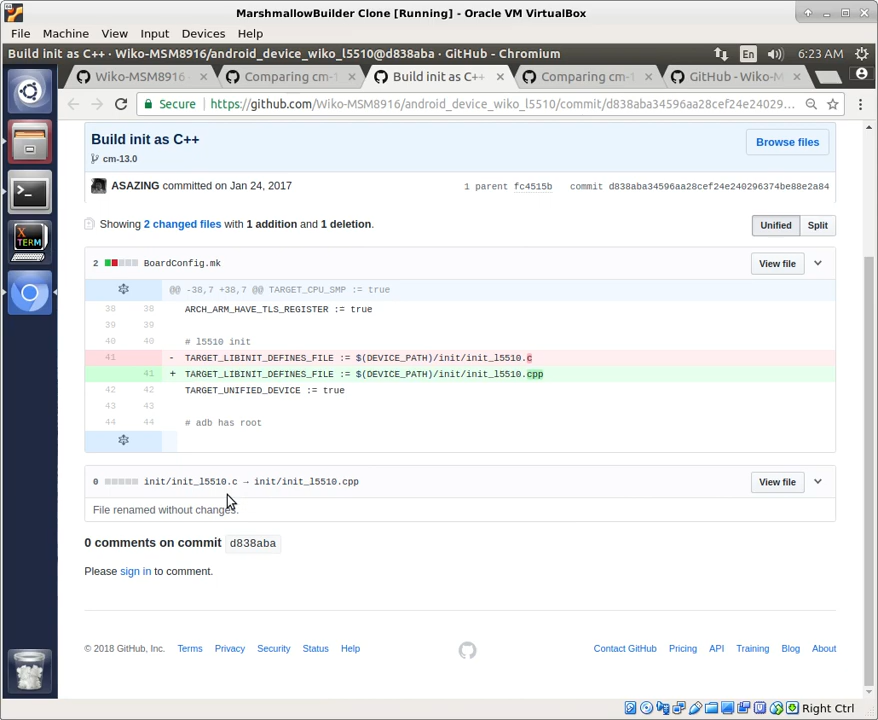 MarshmallowBuilder Clone [Running] - Oracle VM VirtualBox
File Machine View Input Devices Help
Build init as C++ · Wiko-MSM8916/android_device_wiko_l5510@d838aba · GitHub - Chromium
En 6:23 AM
Wiko-MSM8916 × Comparing cm-1 × Build init as C++ · × Comparing cm-1 × GitHub - Wiko-M ×
Secure https://github.com/Wiko-MSM8916/android_device_wiko_l5510/commit/d838aba34596aa28cef24e24029...
Build init as C++
Browse files
cm-13.0
ASAZING committed on Jan 24, 2017
1 parent fc4515b commit d838aba34596aa28cef24e240296374be88e2a84
Showing 2 changed files with 1 addition and 1 deletion.
Unified Split
2 BoardConfig.mk View file
@@ -38,7 +38,7 @@ TARGET_CPU_SMP := true
38 38 ARCH_ARM_HAVE_TLS_REGISTER := true
39 39
40 40 # l5510 init
41 - TARGET_LIBINIT_DEFINES_FILE := $(DEVICE_PATH)/init/init_l5510.c
41 + TARGET_LIBINIT_DEFINES_FILE := $(DEVICE_PATH)/init/init_l5510.cpp
42 42 TARGET_UNIFIED_DEVICE := true
43 43
44 44 # adb has root
0 init/init_l5510.c → init/init_l5510.cpp View file
File renamed without changes.
0 comments on commit d838aba
Please sign in to comment.
© 2018 GitHub, Inc. Terms Privacy Security Status Help
Contact GitHub Pricing API Training Blog About
X
TERM
Right Ctrl